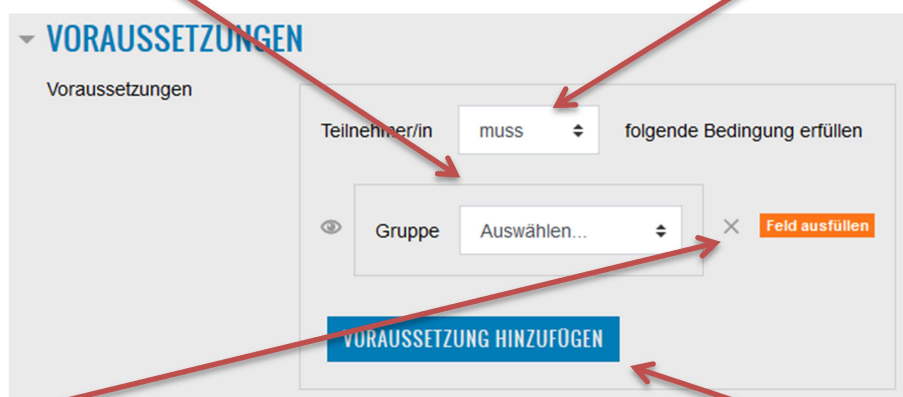 VORAUSSETZUNGEN
Voraussetzungen
Teilnehmer/in muss folgende Bedingung erfüllen
Gruppe Auswählen... Feld ausfüllen
VORAUSSETZUNG HINZUFÜGEN